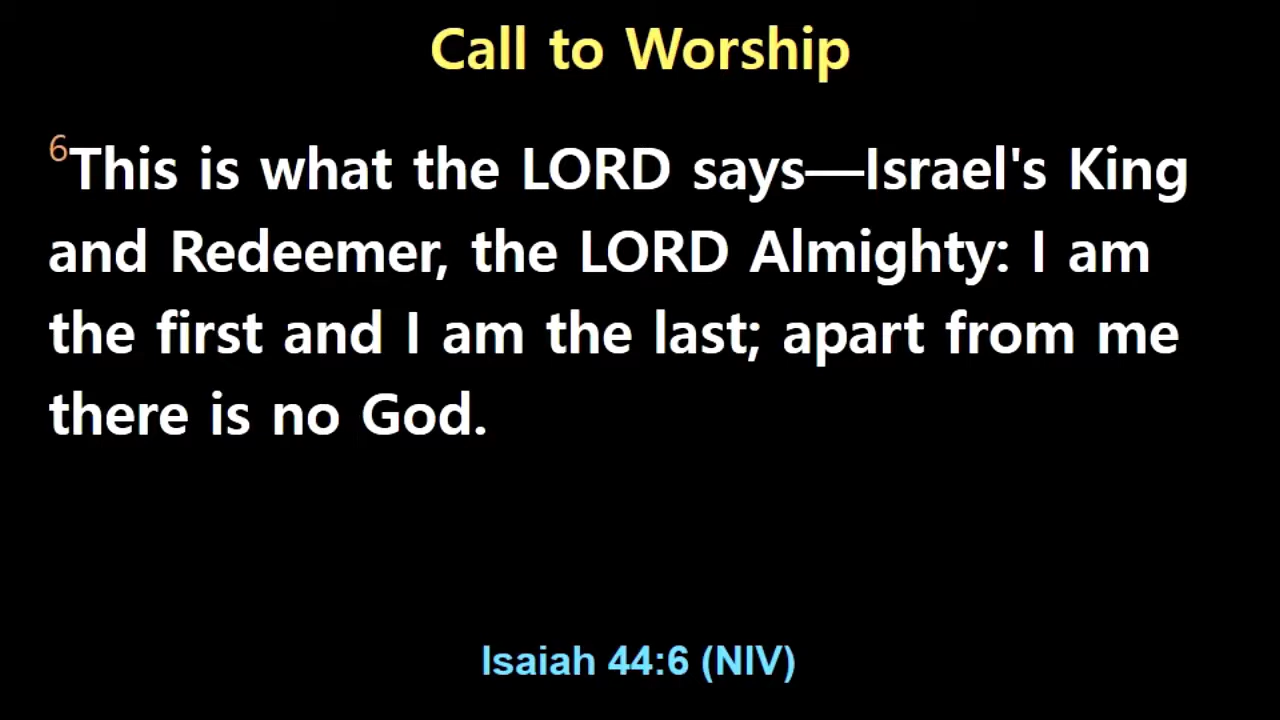 Call to Worship
6This is what the LORD says—Israel's King
and Redeemer, the LORD Almighty: I am
the first and I am the last; apart from me
there is no God.
Isaiah 44:6 (NIV)